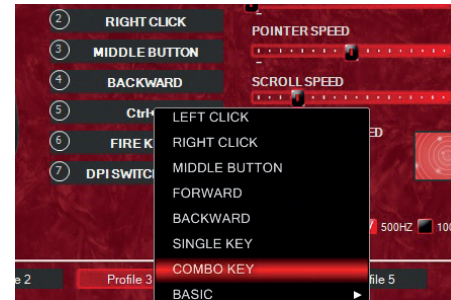 2 RIGHT CLICK
3 MIDDLE BUTTON
4 BACKWARD
5 Ctrl+
6 FIRE K
7 DPI SWITC
POINTER SPEED
SCROLL SPEED
ED
LEFT CLICK
RIGHT CLICK
MIDDLE BUTTON
FORWARD
BACKWARD
SINGLE KEY
COMBO KEY
BASIC
500HZ 100
e 2 Profile 3 file 5